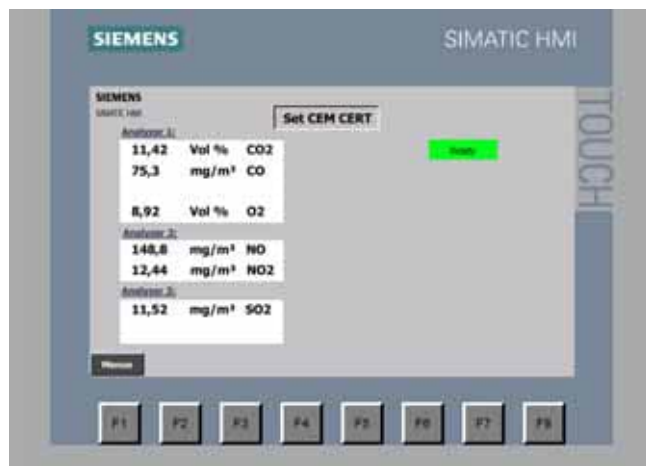 SIEMENS SIMATIC HMI
TOUCH
SIEMENS
SIMATIC HMI
Set CEM CERT
Analyzer 1:
11,42 Vol % CO2
75,3 mg/m³ CO
8,92 Vol % O2
Analyzer 2:
148,8 mg/m³ NO
12,44 mg/m³ NO2
11,52 mg/m³ SO2
F1 F2 F3 F4 F5 F6 F7 F8